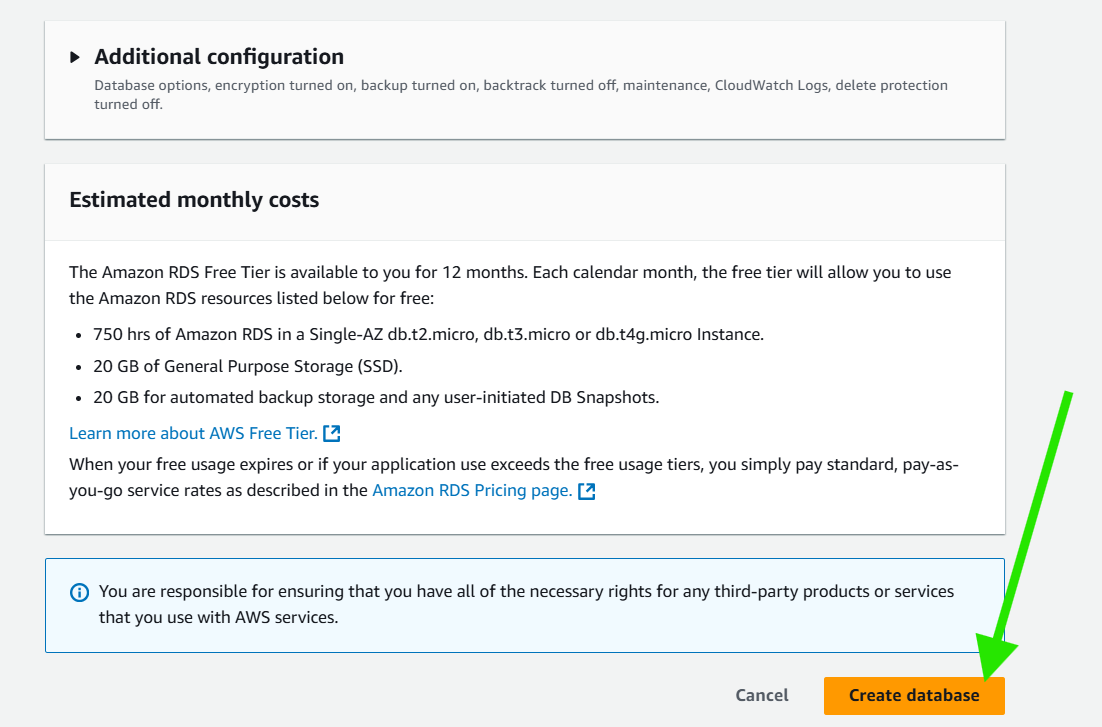 Additional configuration
Database options, encryption turned on, backup turned on, backtrack turned off, maintenance, CloudWatch Logs, delete protection
turned off.
Estimated monthly costs
The Amazon RDS Free Tier is available to you for 12 months. Each calendar month, the free tier will allow you to use
the Amazon RDS resources listed below for free:
• 750 hrs of Amazon RDS in a Single-AZ db.t2.micro, db.t3.micro or db.t4g.micro Instance.
• 20 GB of General Purpose Storage (SSD).
• 20 GB for automated backup storage and any user-initiated DB Snapshots.
Learn more about AWS Free Tier.
When your free usage expires or if your application use exceeds the free usage tiers, you simply pay standard, pay-as-
you-go service rates as described in the Amazon RDS Pricing page.
You are responsible for ensuring that you have all of the necessary rights for any third-party products or services
that you use with AWS services.
Cancel Create database